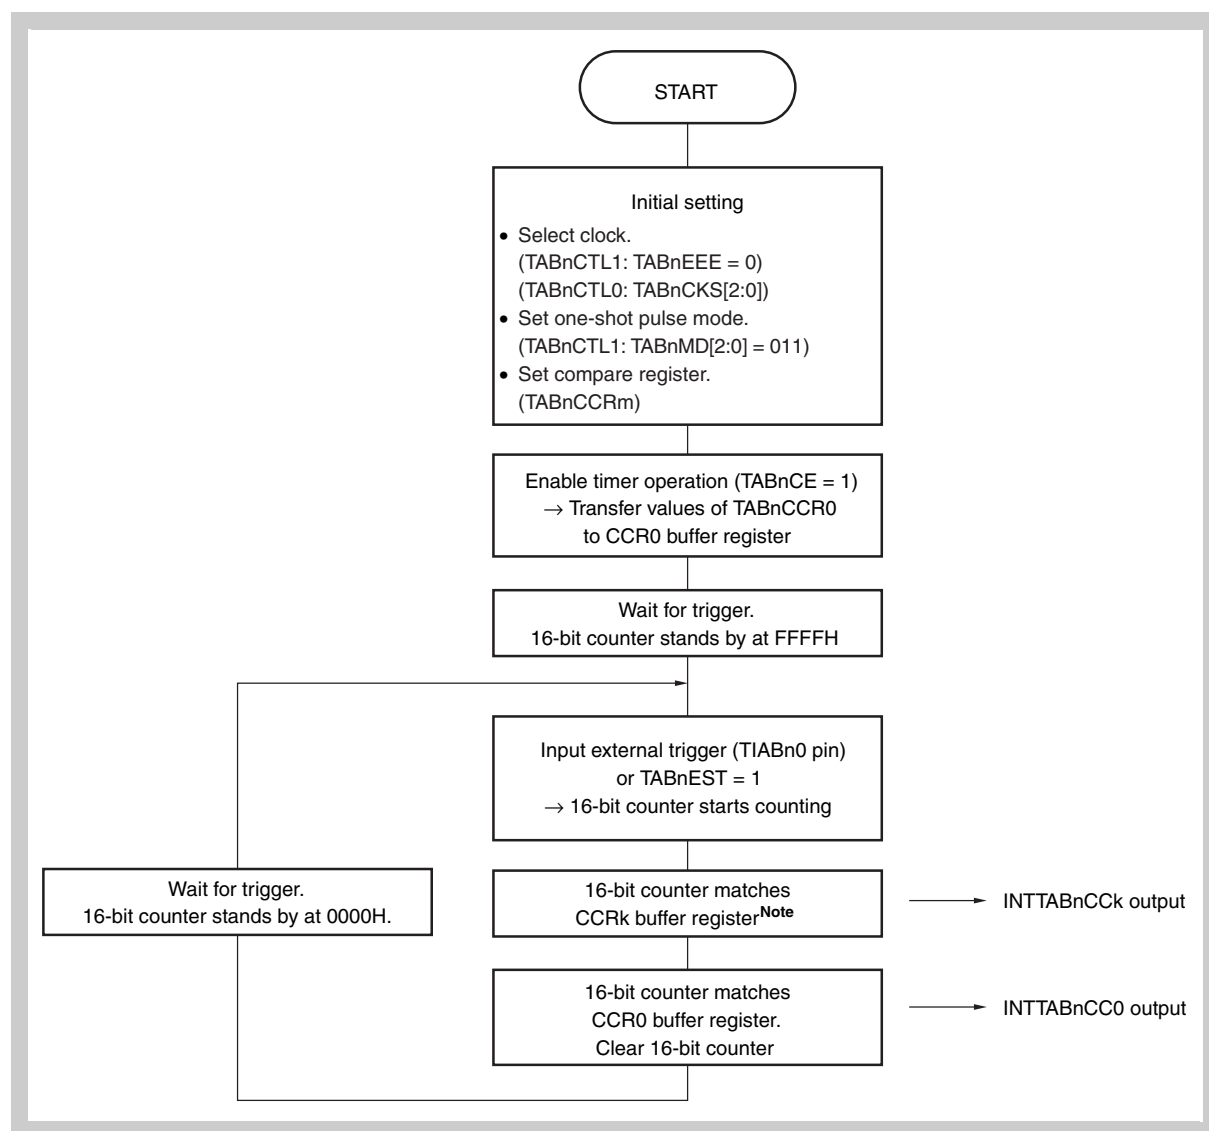 START
Initial setting
• Select clock.
(TABnCTL1: TABnEEE = 0)
(TABnCTL0: TABnCKS[2:0])
• Set one-shot pulse mode.
(TABnCTL1: TABnMD[2:0] = 011)
• Set compare register.
(TABnCCRm)
Enable timer operation (TABnCE = 1)
→ Transfer values of TABnCCR0
to CCR0 buffer register
Wait for trigger.
16-bit counter stands by at FFFFH
Input external trigger (TIABn0 pin)
or TABnEST = 1
→ 16-bit counter starts counting
Wait for trigger.
16-bit counter stands by at 0000H.
16-bit counter matches
CCRk buffer registerNote
INTTABnCCk output
16-bit counter matches
CCR0 buffer register.
Clear 16-bit counter
INTTABnCC0 output